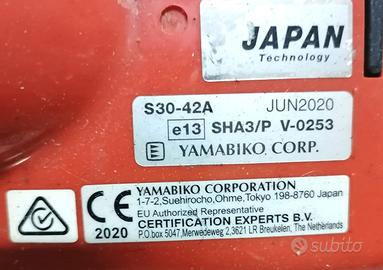 JAPAN
Technology
S30-42A JUN2020
e13 SHA3/P V-0253
E YAMABIKO, CORP.
CE
2020
YAMABIKO CORPORATION
1-7-2, Suehirocho, Ohme, Tokyo 198-8760 Japan
EU Authorized Representative
CERTIFICATION EXPERTS B.V.
P.O.box 5047, Merwedeweg 2,3621 LR Breukelen, The Netherlands
subito